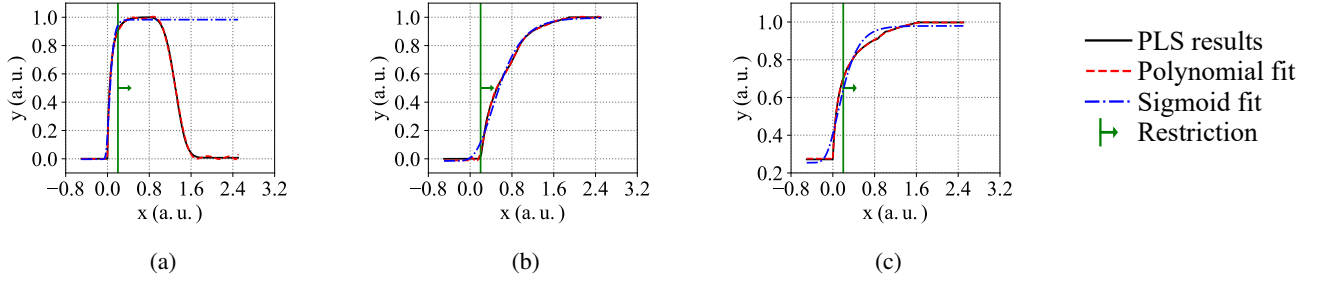 1.0
0.8
0.6
0.4
0.2
0.0
y (a. u.)
−0.8 0.0 0.8 1.6 2.4 3.2
x (a. u. )
(a)
1.0
0.8
0.6
0.4
0.2
0.0
y (a. u.)
−0.8 0.0 0.8 1.6 2.4 3.2
x (a. u. )
(b)
1.0
0.8
0.6
0.4
0.2
y (a. u.)
−0.8 0.0 0.8 1.6 2.4 3.2
x (a. u. )
(c)
PLS results
Polynomial fit
Sigmoid fit
Restriction